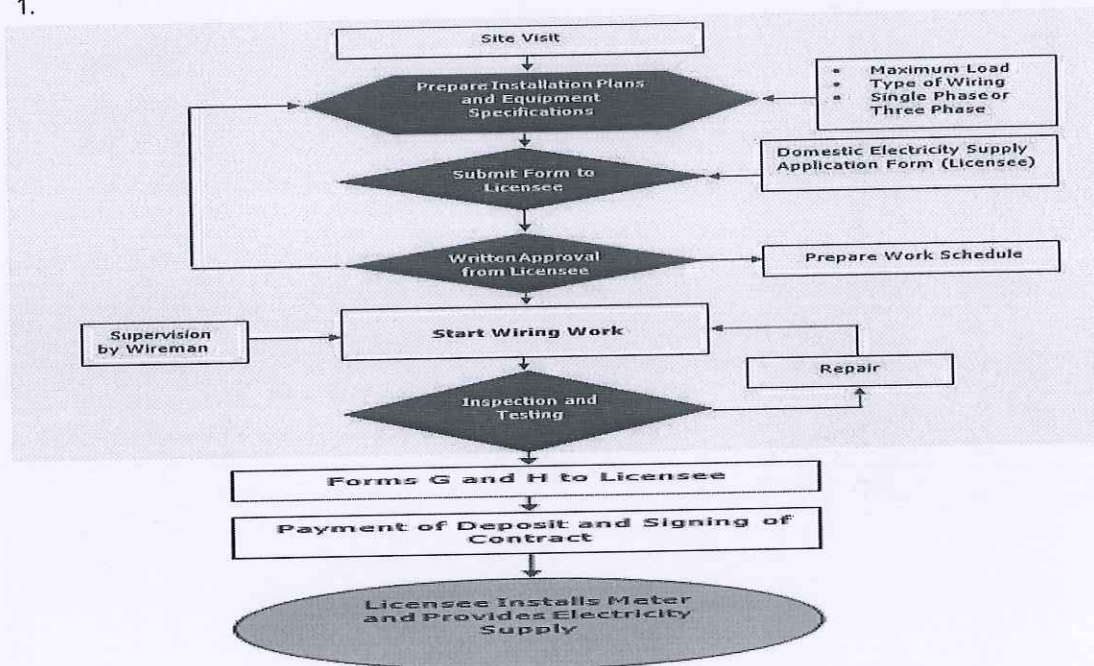 1.
Site Visit
Prepare Installation Plans
and Equipment
Specifications
• Maximum Load
• Type of Wiring
• Single Phase or
Three Phase
Submit Form to
Licensee
Domestic Electricity Supply
Application Form (Licensee)
Written Approval
from Licensee
Prepare Work Schedule
Supervision
by Wireman
Start Wiring Work
Repair
Inspection and
Testing
Forms G and H to Licensee
Payment of Deposit and Signing of
Contract
Licensee Installs Meter
and Provides Electricity
Supply